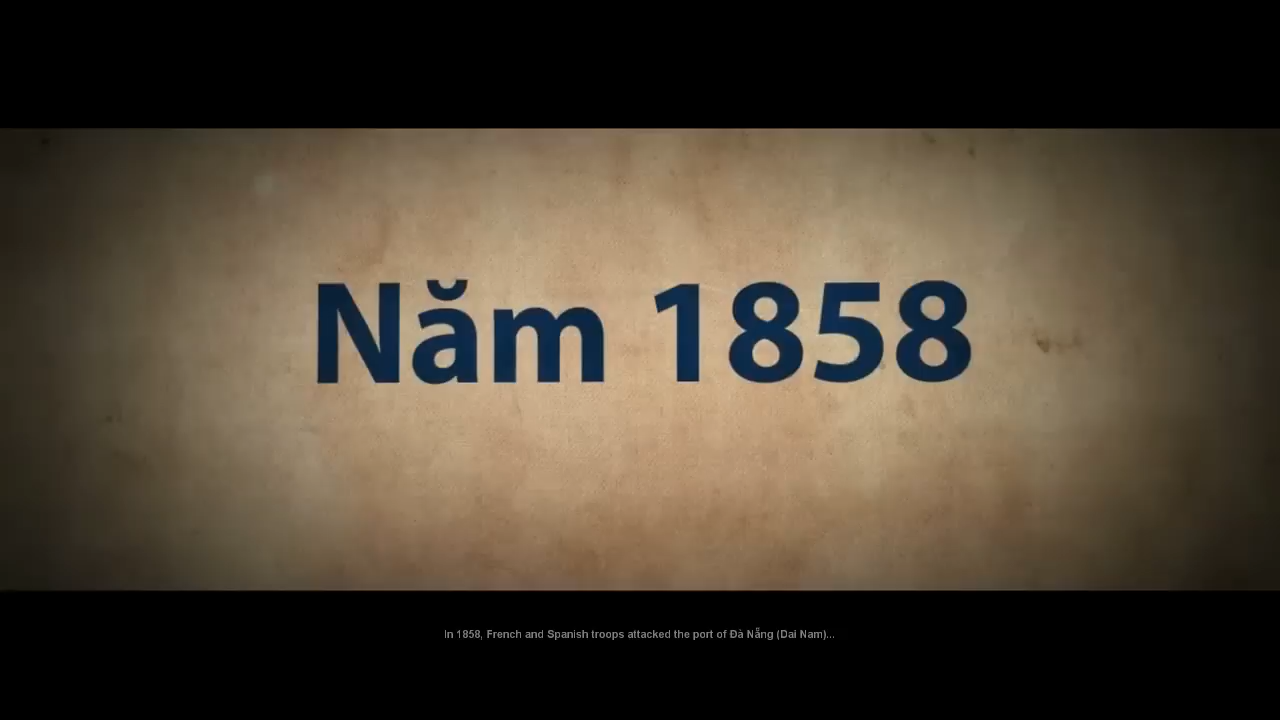 Năm 1858
In 1858, French and Spanish troops attacked the port of Đà Nẵng (Dai Nam)...